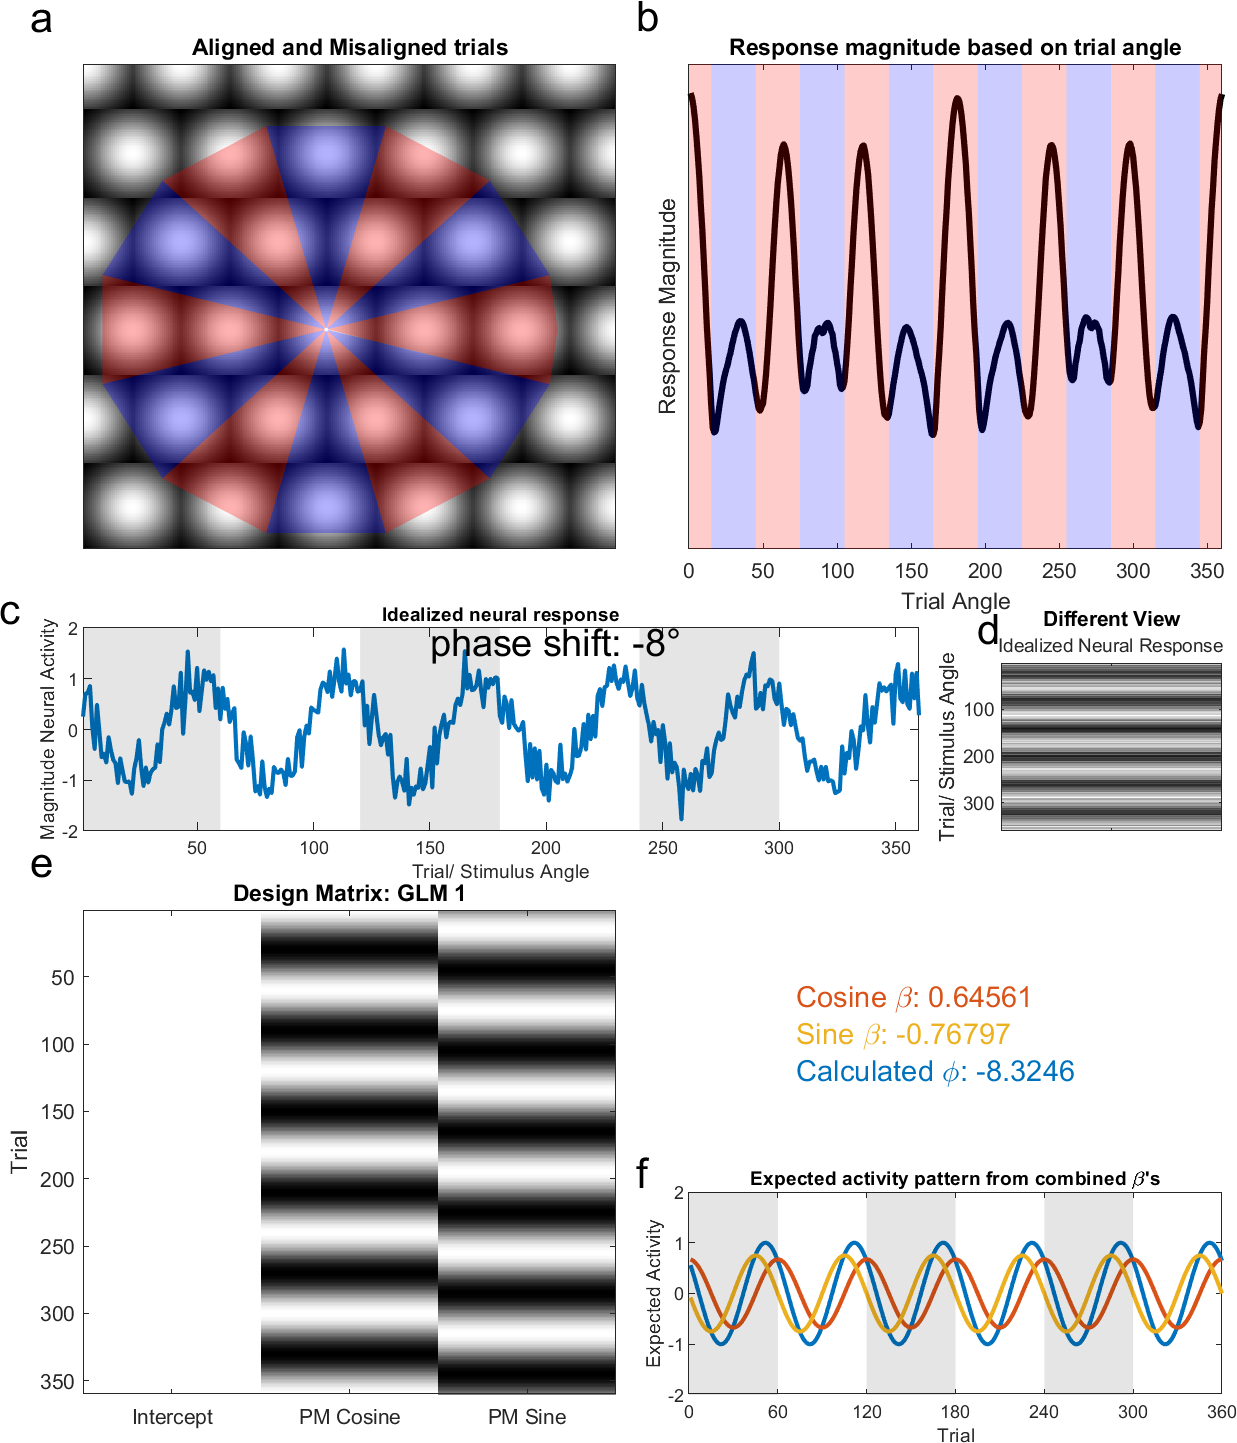 a
Aligned and Misaligned trials
b
Response magnitude based on trial angle
Response Magnitude
0 50 100 150 200 250 300 350
Trial Angle
c
Idealized neural response
phase shift: -8°
Magnitude Neural Activity
2
1
0
-1
-2
50 100 150 200 250 300 350
Trial/ Stimulus Angle
d
Different View
Idealized Neural Response
Trial/ Stimulus Angle
100
200
300
e
Design Matrix: GLM 1
Trial
50
100
150
200
250
300
350
Intercept PM Cosine PM Sine
Cosine β: 0.64561
Sine β: -0.76797
Calculated ϕ: -8.3246
f
Expected activity pattern from combined β's
Expected Activity
2
1
0
-1
-2
0 60 120 180 240 300 360
Trial